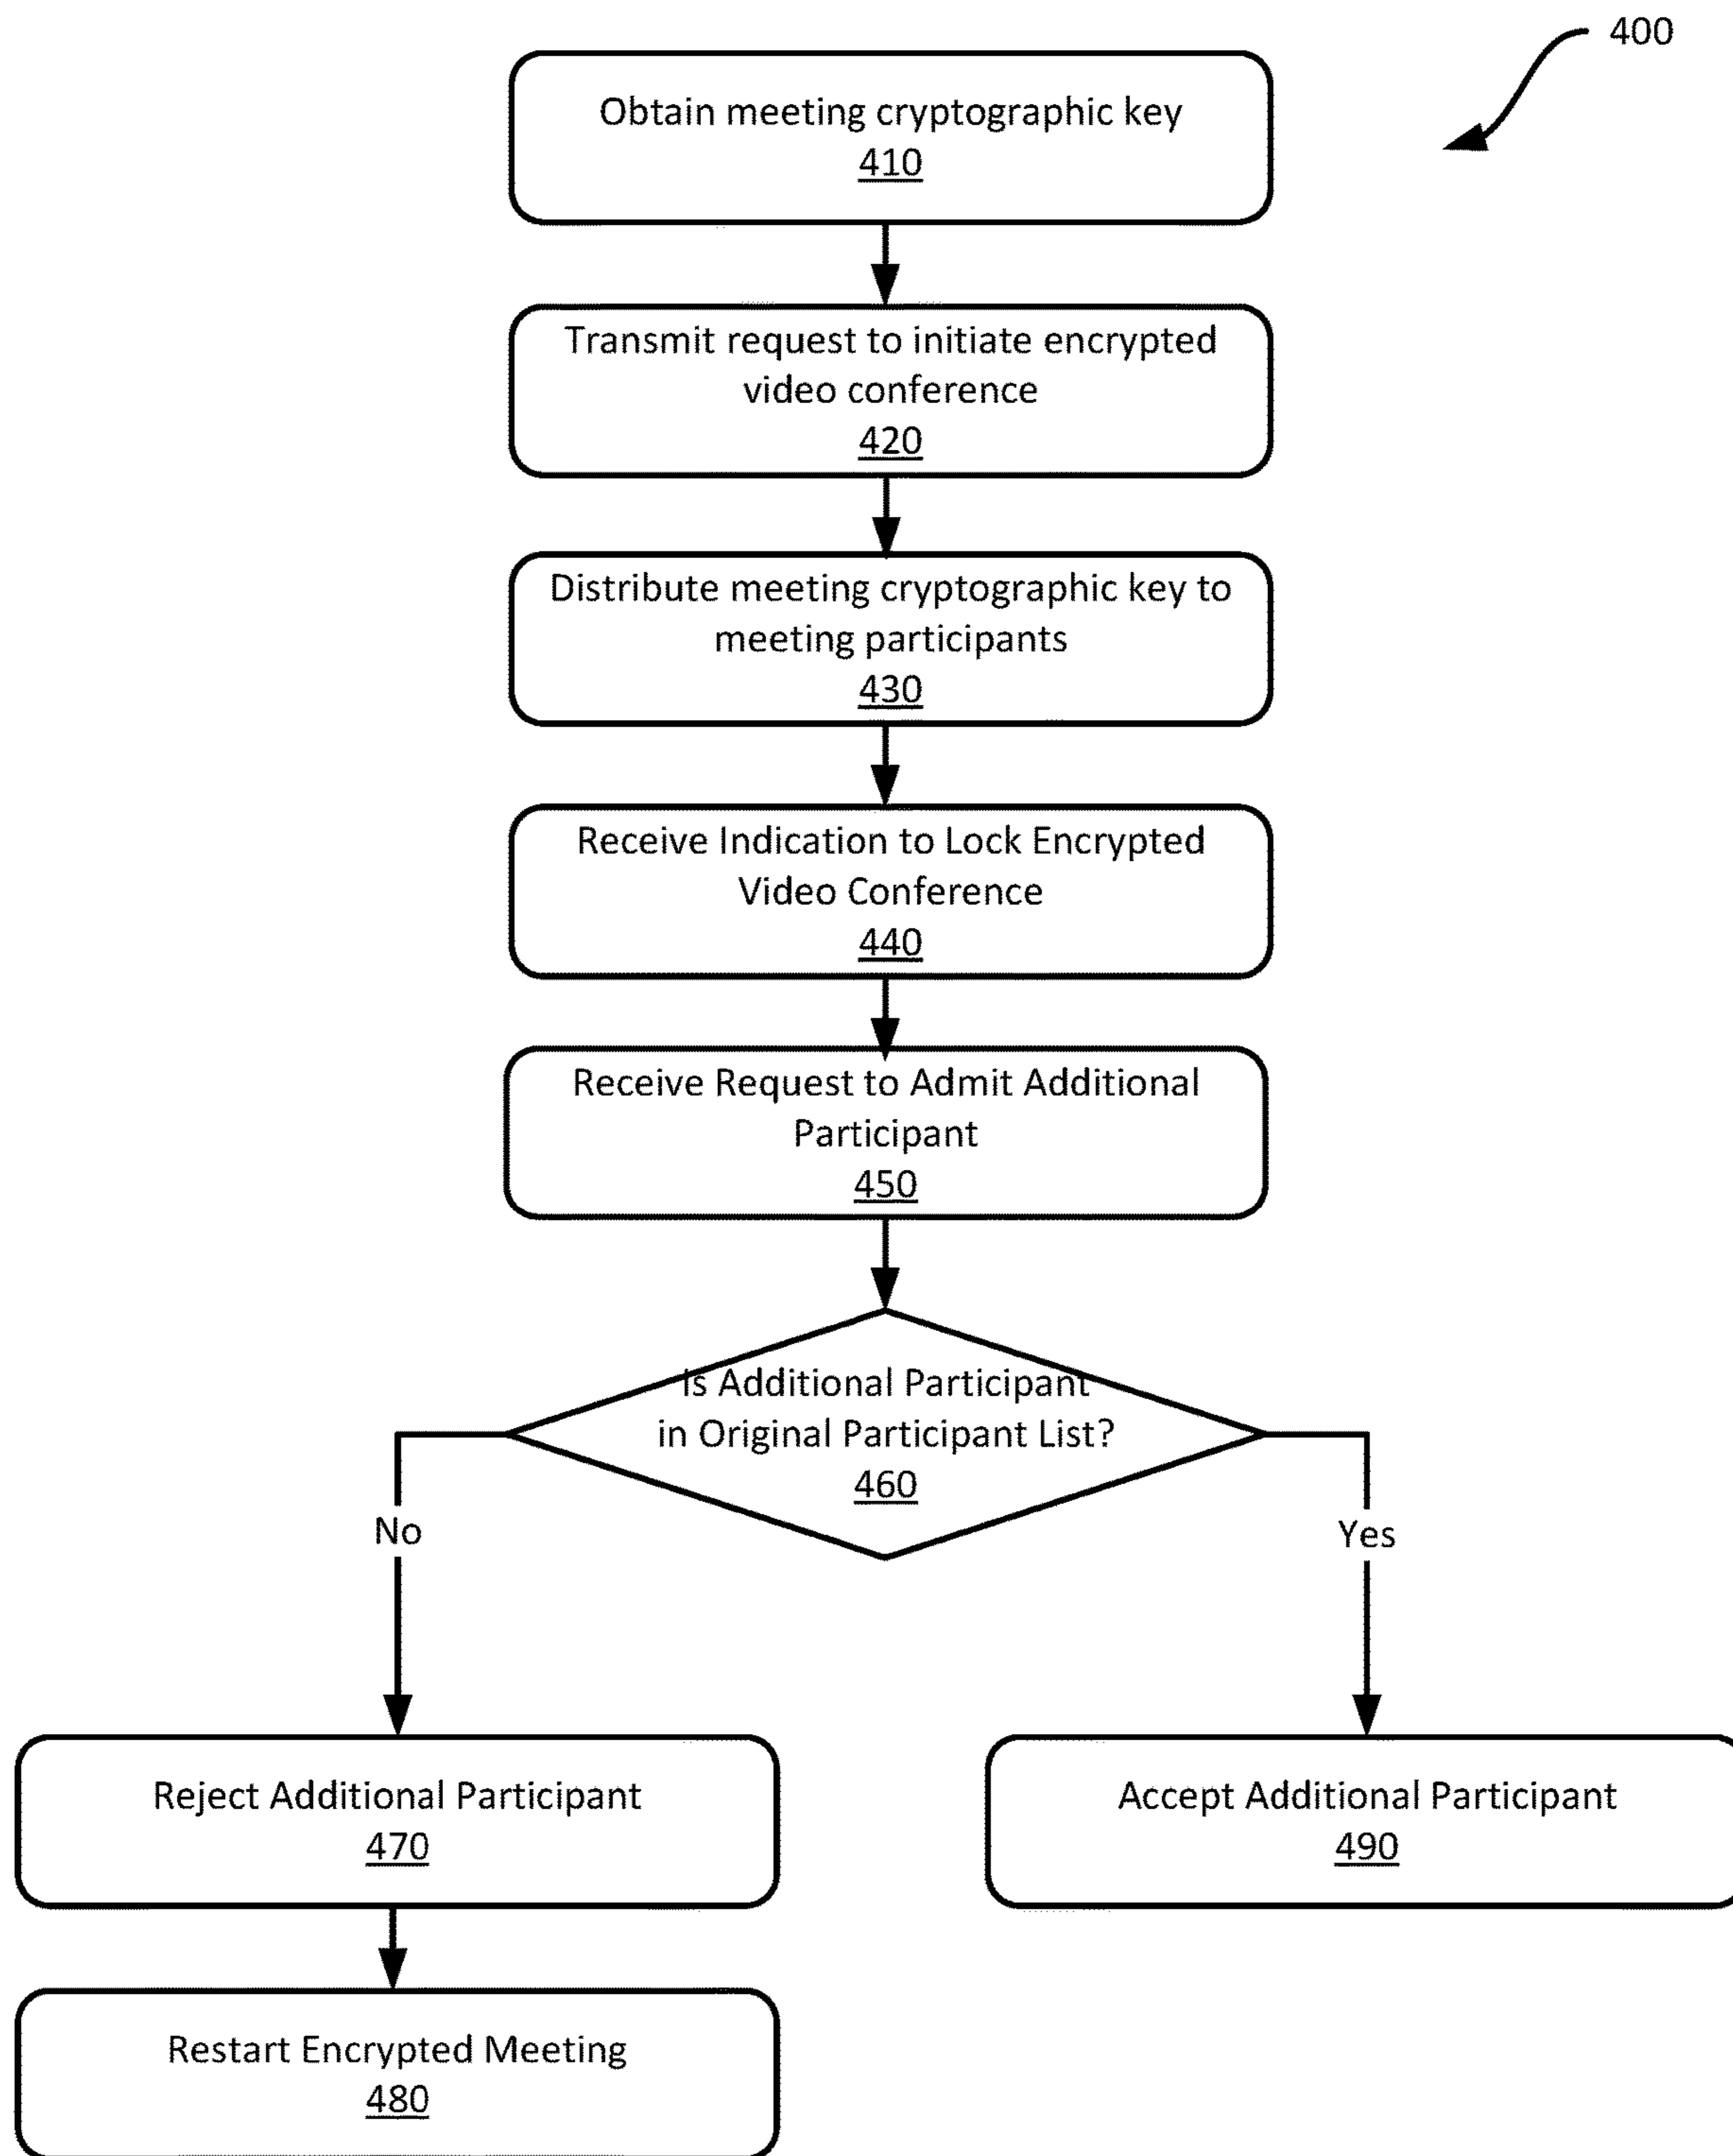 400
Obtain meeting cryptographic key
410
Transmit request to initiate encrypted
video conference
420
Distribute meeting cryptographic key to
meeting participants
430
Receive Indication to Lock Encrypted
Video Conference
440
Receive Request to Admit Additional
Participant
450
Is Additional Participant
in Original Participant List?
460
No
Yes
Reject Additional Participant
470
Accept Additional Participant
490
Restart Encrypted Meeting
480